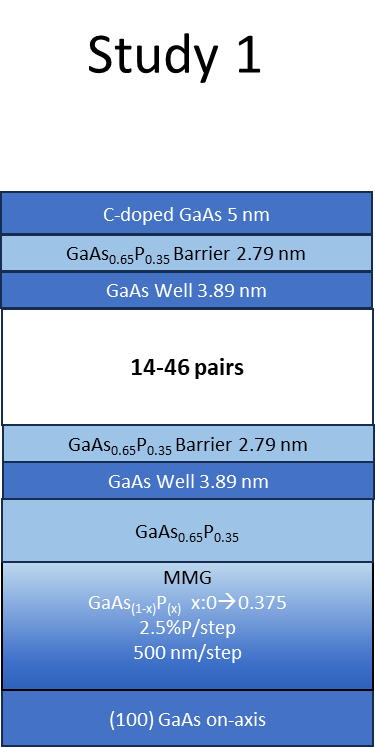 Study 1
C-doped GaAs 5 nm
GaAs₀.₆₅P₀.₃₅ Barrier 2.79 nm
GaAs Well 3.89 nm
14-46 pairs
GaAs₀.₆₅P₀.₃₅ Barrier 2.79 nm
GaAs Well 3.89 nm
GaAs₀.₆₅P₀.₃₅
MMG
GaAs₍₁₋ₓ₎P₍ₓ₎ x:0→0.375
2.5%P/step
500 nm/step
(100) GaAs on-axis